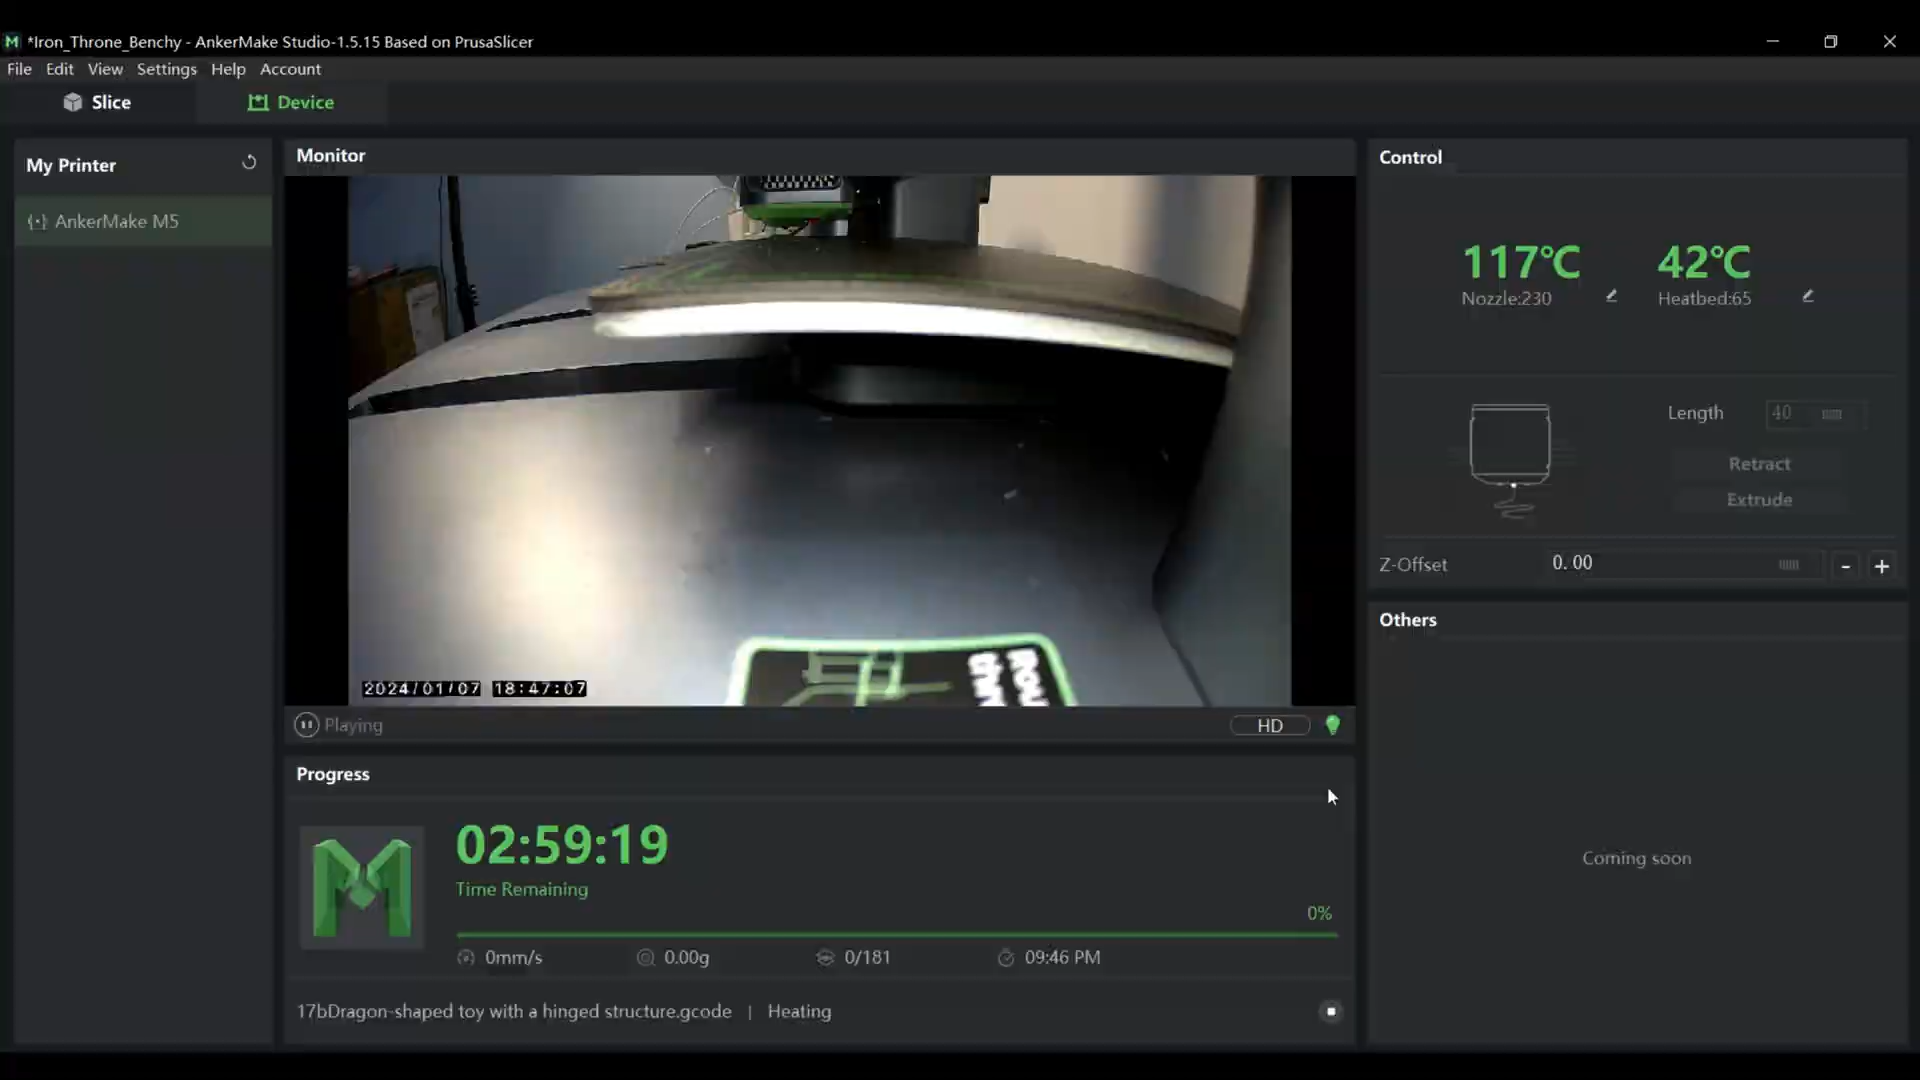 *Iron_Throne_Benchy - AnkerMake Studio-1.5.15 Based on PrusaSlicer
File Edit View Settings Help Account
Slice Device
My Printer
AnkerMake M5
Monitor
2024/01/07 18:47:07
Playing
HD
Progress
02:59:19
Time Remaining
0%
0mm/s 0.00g 0/181 09:46 PM
17bDragon-shaped toy with a hinged structure.gcode | Heating
Control
117℃ 42℃
Nozzle:230 Heatbed:65
Length 40 mm
Retract
Extrude
Z-Offset 0.00 - +
Others
Coming soon